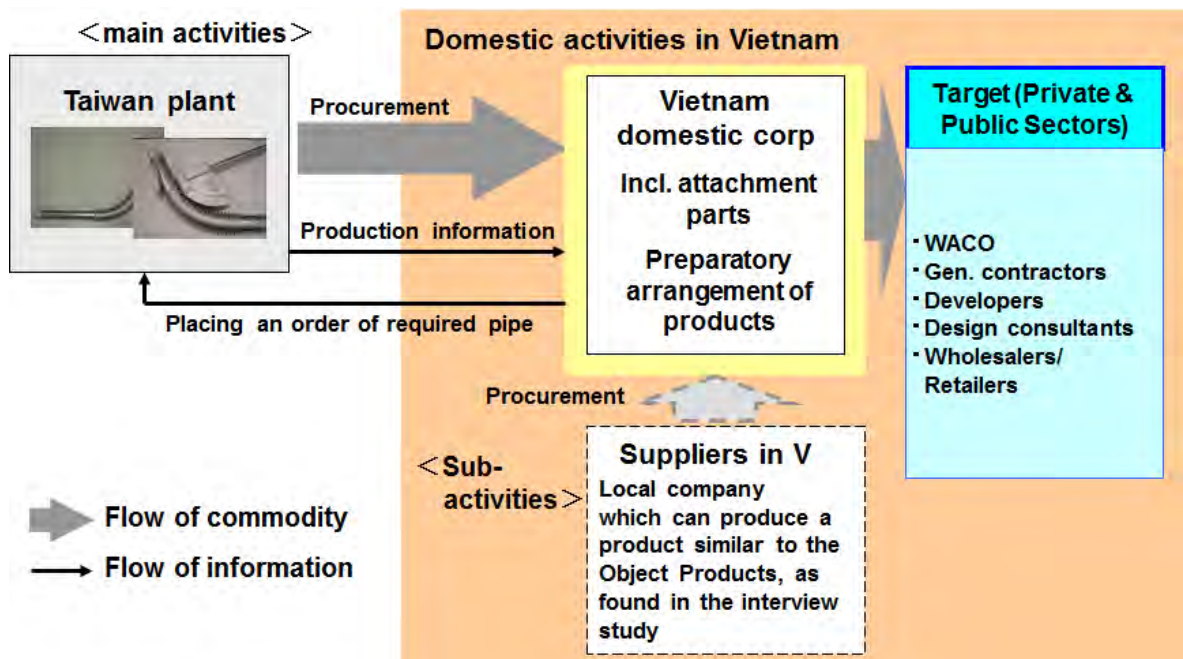 ＜main activities＞
Taiwan plant
Procurement
Production information
Placing an order of required pipe
Domestic activities in Vietnam
Vietnam
domestic corp
Incl. attachment
parts
Preparatory
arrangement of
products
Target (Private &
Public Sectors)
・WACO
・Gen. contractors
・Developers
・Design consultants
・Wholesalers/
Retailers
Procurement
＜Sub-
activities＞
Suppliers in V
Local company
which can produce a
product similar to the
Object Products, as
found in the interview
study
Flow of commodity
Flow of information